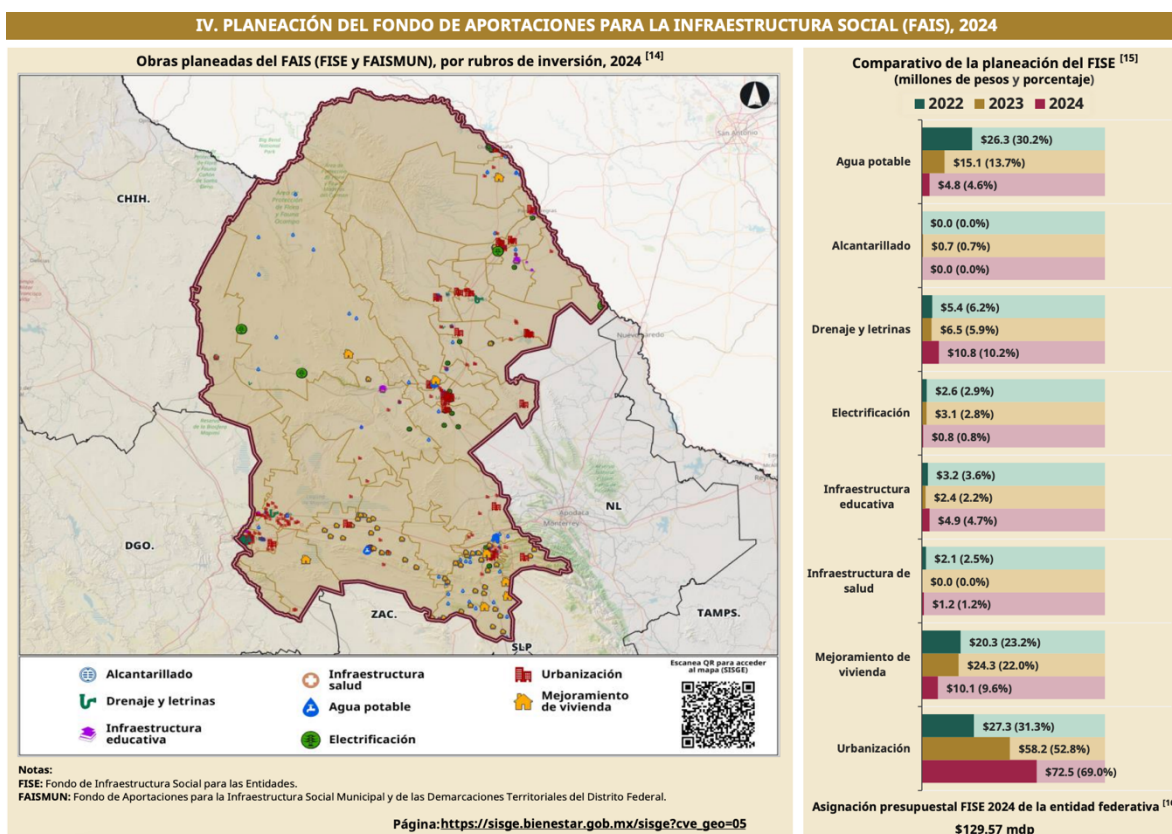 IV. PLANEACIÓN DEL FONDO DE APORTACIONES PARA LA INFRAESTRUCTURA SOCIAL (FAIS), 2024
Obras planeadas del FAIS (FISE y FAISMUN), por rubros de inversión, 2024 [14]
CHIH.
San Antonio
Nuevo Laredo
NL
Apodaca
Monterrey
DGO.
ZAC.
SLP
TAMPS.
Alcantarillado
Drenaje y letrinas
Infraestructura
educativa
Infraestructura
salud
Agua potable
Electrificación
Urbanización
Mejoramiento
de vivienda
Escanea QR para acceder
al mapa (SISGE)
Notas:
FISE: Fondo de Infraestructura Social para las Entidades.
FAISMUN: Fondo de Aportaciones para la Infraestructura Social Municipal y de las Demarcaciones Territoriales del Distrito Federal.
Página:https://sisge.bienestar.gob.mx/sisge?cve_geo=05
Comparativo de la planeación del FISE [15]
(millones de pesos y porcentaje)
2022 2023 2024
Agua potable
$26.3 (30.2%)
$15.1 (13.7%)
$4.8 (4.6%)
Alcantarillado
$0.0 (0.0%)
$0.7 (0.7%)
$0.0 (0.0%)
Drenaje y letrinas
$5.4 (6.2%)
$6.5 (5.9%)
$10.8 (10.2%)
Electrificación
$2.6 (2.9%)
$3.1 (2.8%)
$0.8 (0.8%)
Infraestructura
educativa
$3.2 (3.6%)
$2.4 (2.2%)
$4.9 (4.7%)
Infraestructura de
salud
$2.1 (2.5%)
$0.0 (0.0%)
$1.2 (1.2%)
Mejoramiento de
vivienda
$20.3 (23.2%)
$24.3 (22.0%)
$10.1 (9.6%)
Urbanización
$27.3 (31.3%)
$58.2 (52.8%)
$72.5 (69.0%)
Asignación presupuestal FISE 2024 de la entidad federativa
$129.57 mdp